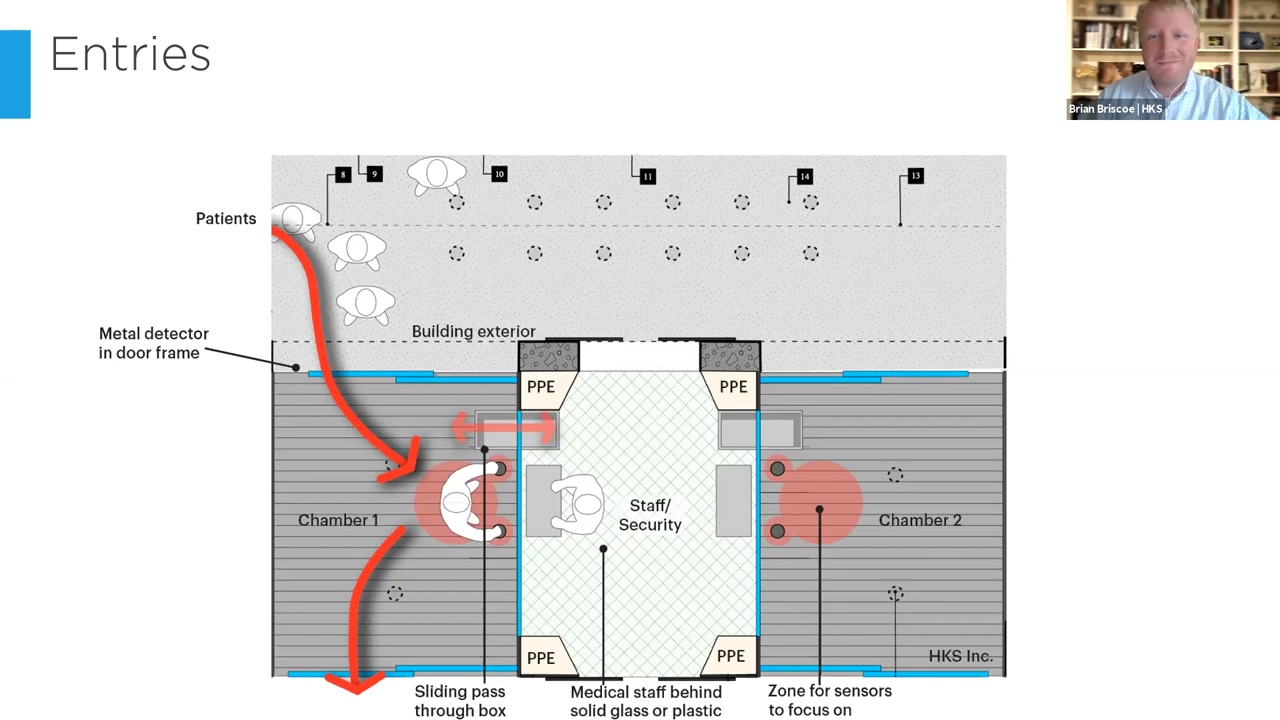 Entries
Brian Briscoe | HKS
8
9
10
11
14
13
Patients
Building exterior
Metal detector
in door frame
PPE
PPE
Staff/
Security
Chamber 1
Chamber 2
PPE
PPE
HKS Inc.
Sliding pass
through box
Medical staff behind
solid glass or plastic
Zone for sensors
to focus on